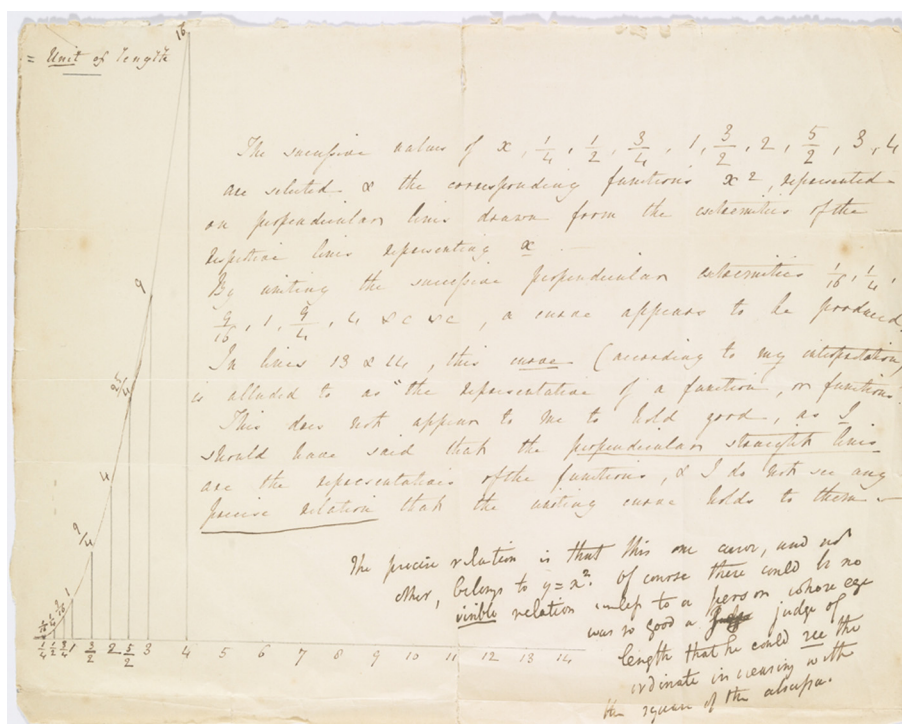 16
= Unit of length
The successive values of x, 1/4, 1/2, 3/4, 1, 3/2, 2, 5/2, 3, 4
are selected & the corresponding functions x², represented
on perpendicular lines drawn from the extremities of the
respective lines representing x
By uniting the successive perpendicular extremities 1/16, 1/4,
9/16, 1, 9/4, 4 &c &c, a curve appears to be produced,
In lines 13 & 14, this curve (according to my interpretation)
is alluded to as "the representation of a function, or functions
This does not appear to me to hold good, as I
should have said that the perpendicular straight lines
are the representations of the functions, & I do not see any
precise relation that the uniting curve holds to them —
The precise relation is that this one curve, and no
other, belongs to y=x². Of course there could be no
visible relation unless to a person whose eye
was so good a judge of
length that he could see the
ordinate increasing with
the square of the abscissa.
9
25/4
4
9/4
1
9/16
1/4 1/2 3/4 1 3/2 2 5/2 3 4 5 6 7 8 9 10 11 12 13 14